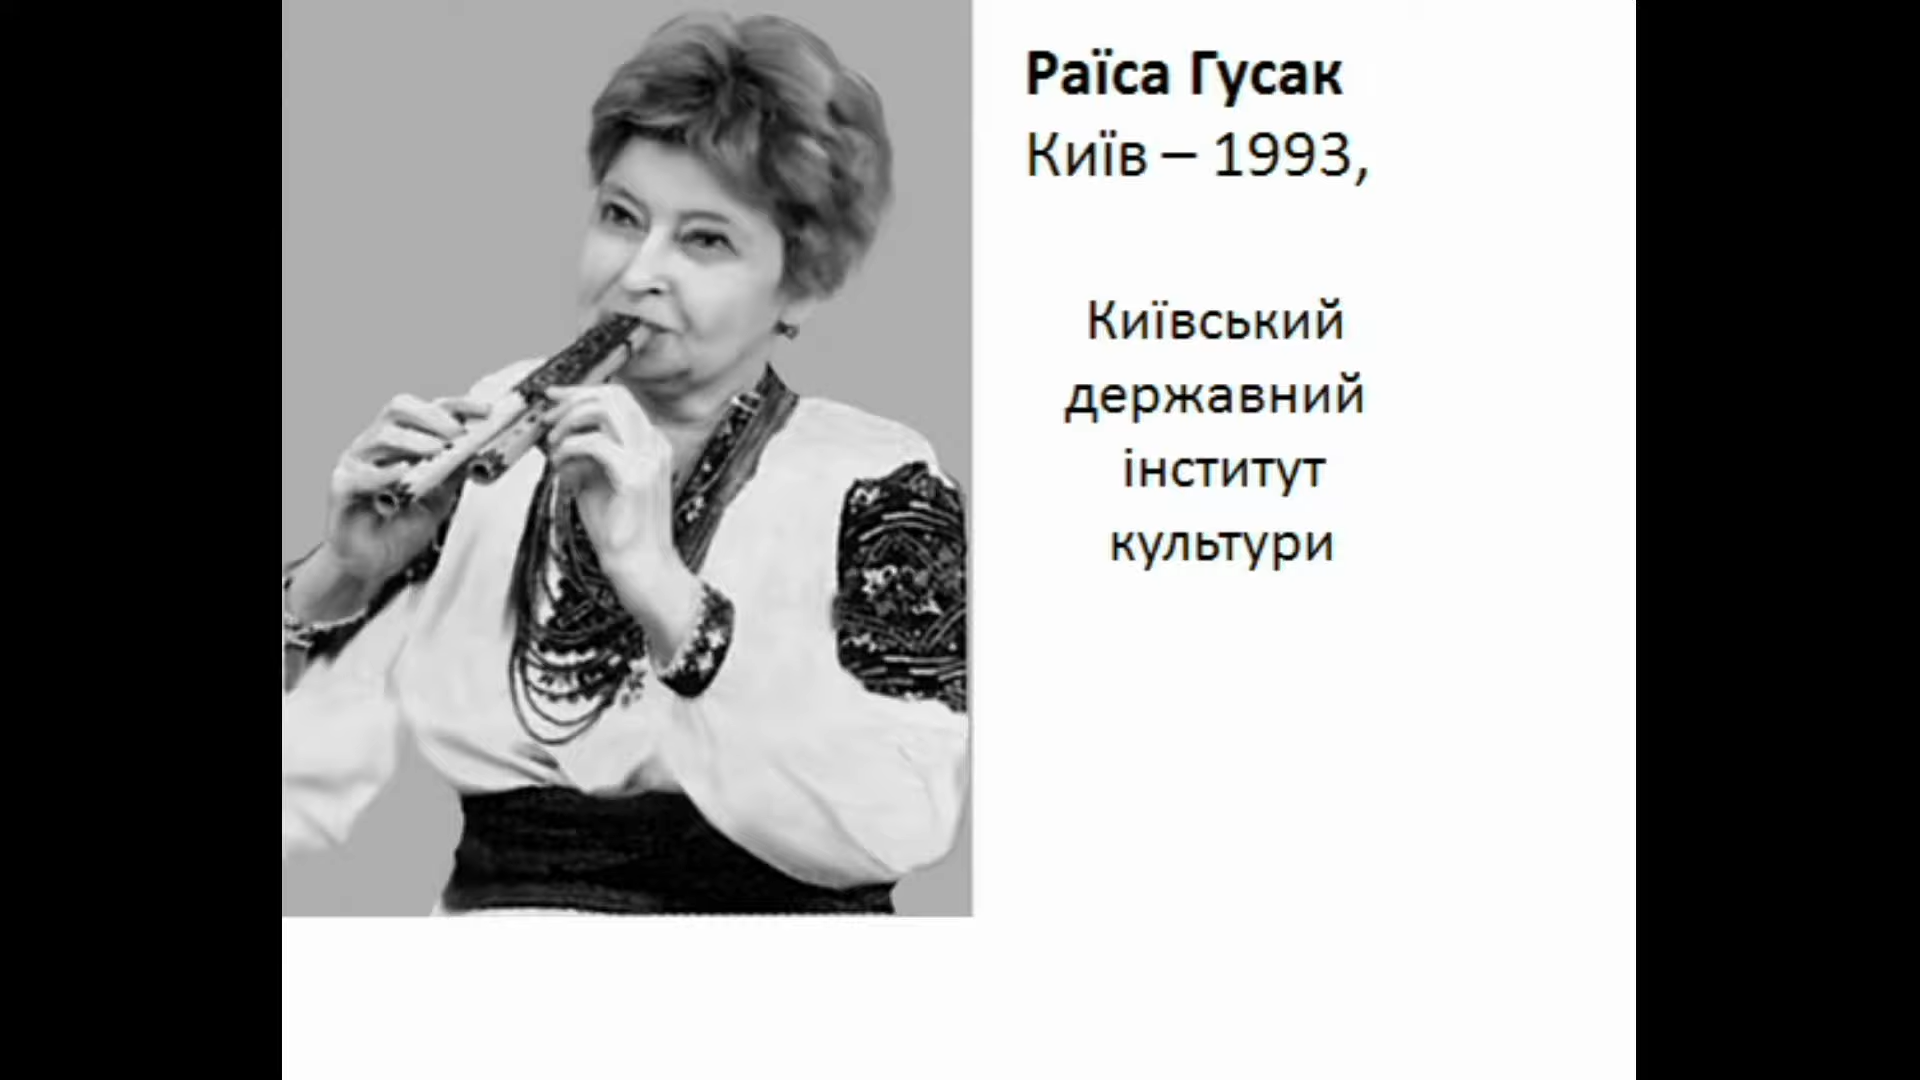 Раїса Гусак
Київ – 1993,
Київський
державний
інститут
культури